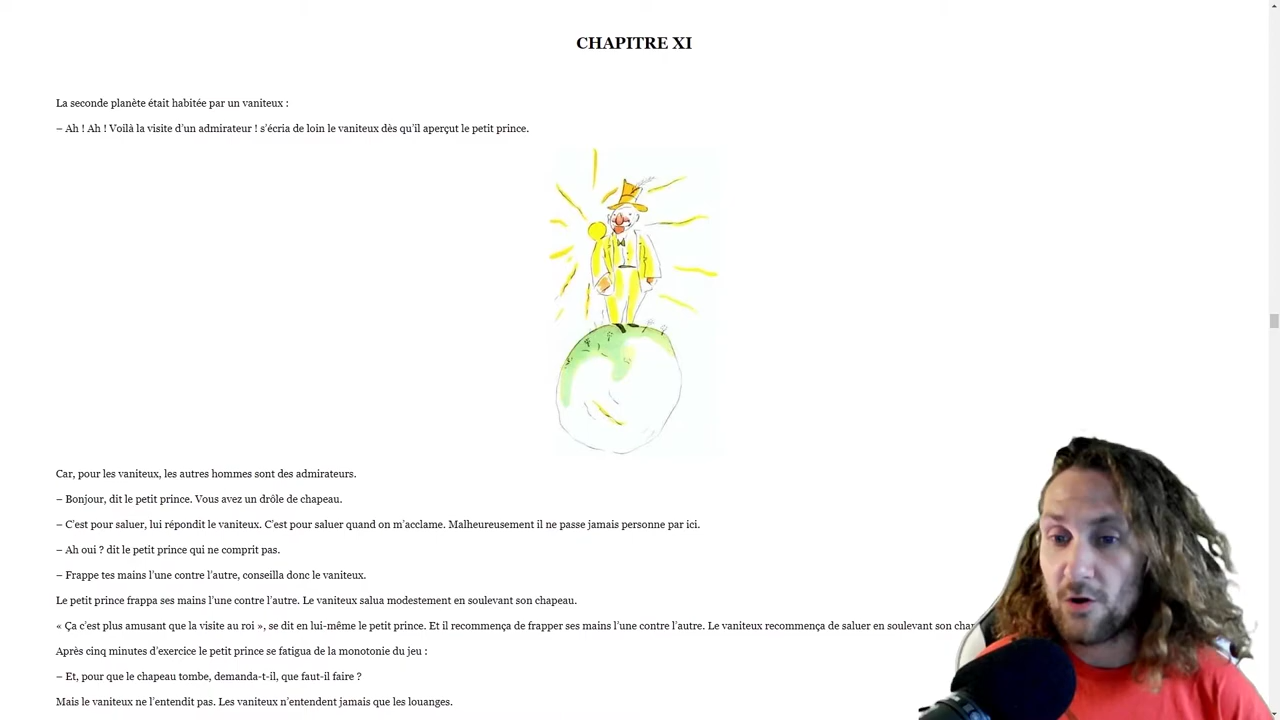 CHAPITRE XI
La seconde planète était habitée par un vaniteux :
– Ah ! Ah ! Voilà la visite d’un admirateur ! s’écria de loin le vaniteux dès qu’il aperçut le petit prince.
Car, pour les vaniteux, les autres hommes sont des admirateurs.
– Bonjour, dit le petit prince. Vous avez un drôle de chapeau.
– C’est pour saluer, lui répondit le vaniteux. C’est pour saluer quand on m’acclame. Malheureusement il ne passe jamais personne par ici.
– Ah oui ? dit le petit prince qui ne comprit pas.
– Frappe tes mains l’une contre l’autre, conseilla donc le vaniteux.
Le petit prince frappa ses mains l’une contre l’autre. Le vaniteux salua modestement en soulevant son chapeau.
« Ça c’est plus amusant que la visite au roi », se dit en lui-même le petit prince. Et il recommença de frapper ses mains l’une contre l’autre. Le vaniteux recommença de saluer en soulevant son
Après cinq minutes d’exercice le petit prince se fatigua de la monotonie du jeu :
– Et, pour que le chapeau tombe, demanda-t-il, que faut-il faire ?
Mais le vaniteux ne l’entendit pas. Les vaniteux n’entendent jamais que les louanges.